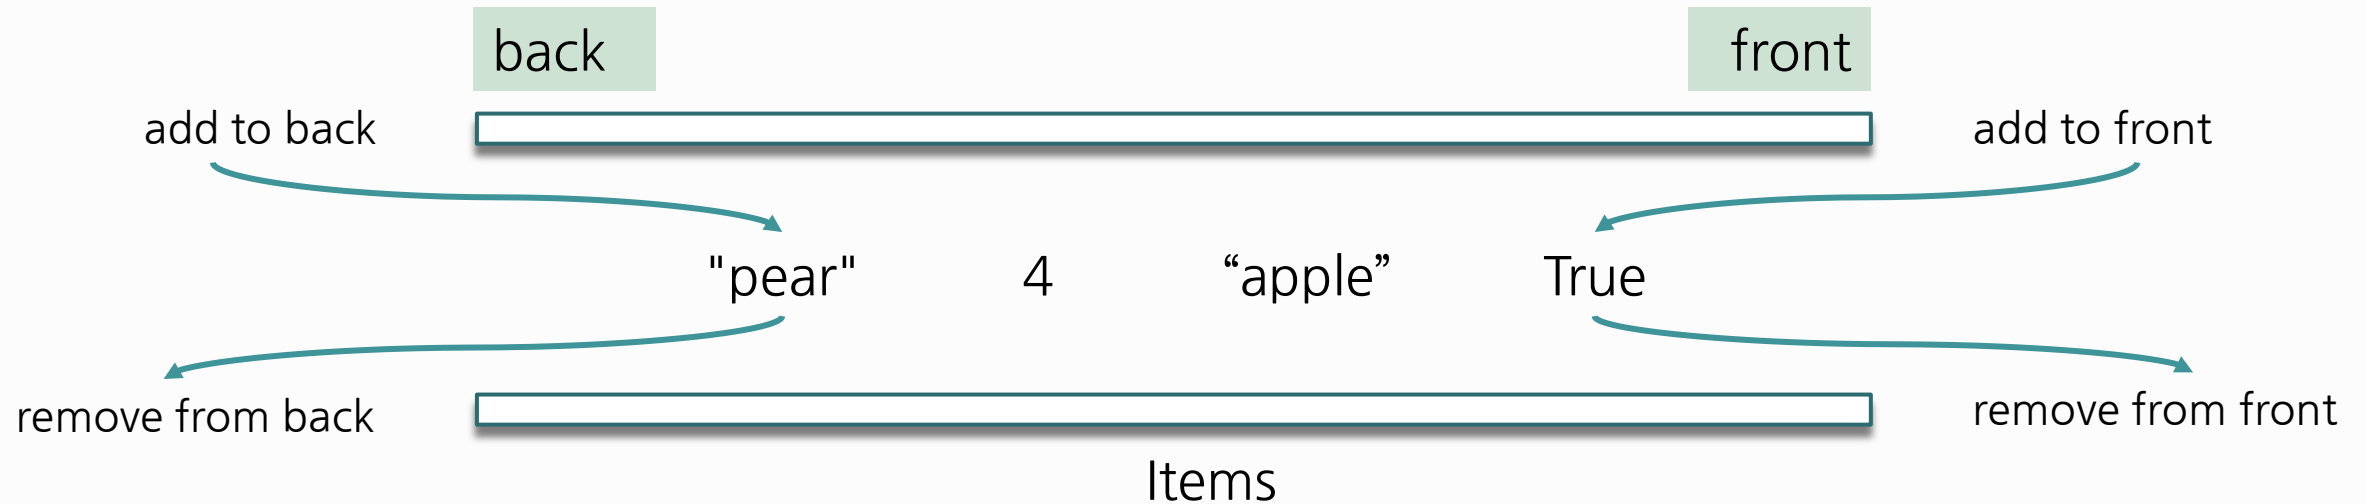 back front
add to back add to front
"pear" 4 “apple” True
remove from back remove from front
Items